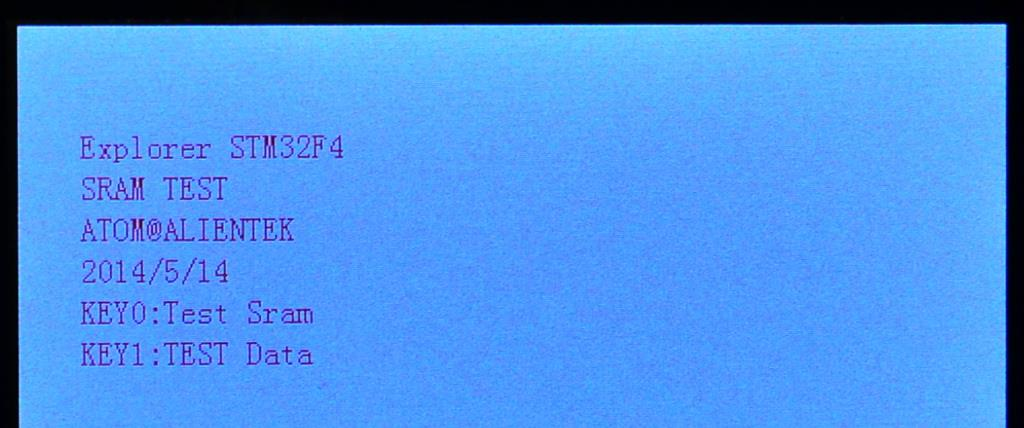 Explorer STM32F4
SRAM TEST
ATOM@ALIENTEK
2014/5/14
KEY0:Test Sram
KEY1:TEST Data